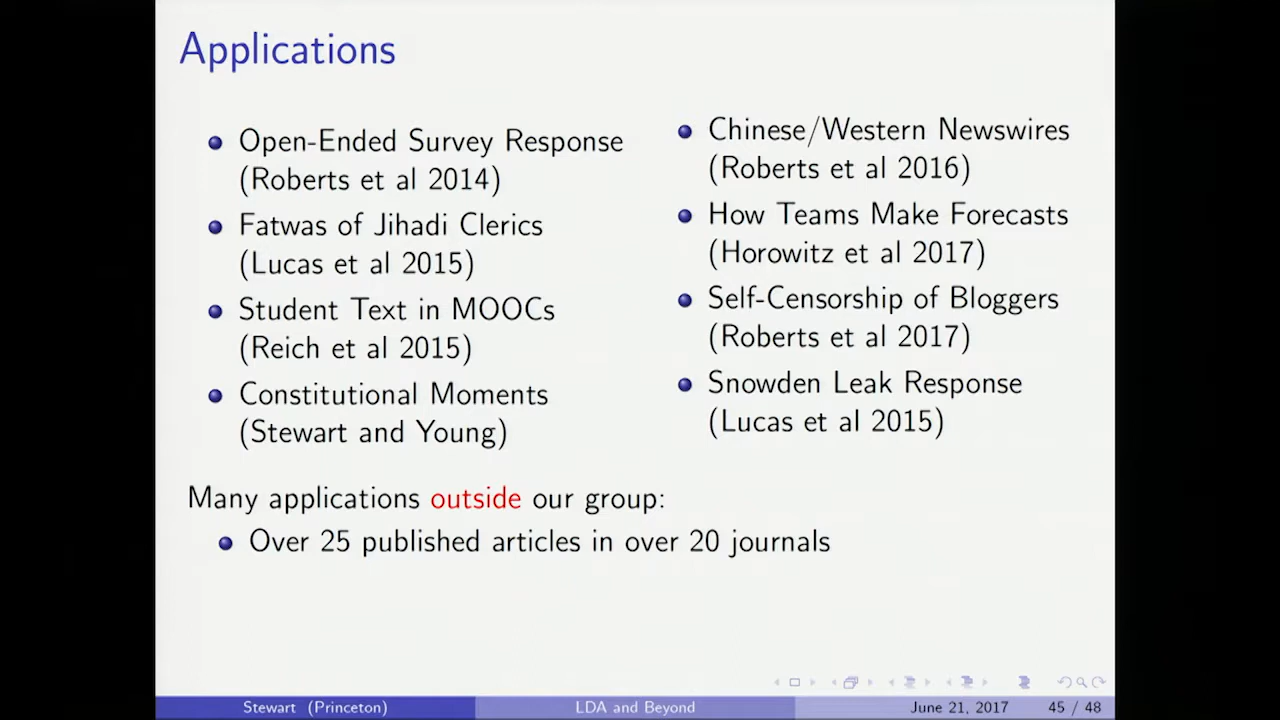 Applications
Open-Ended Survey Response
(Roberts et al 2014)
Fatwas of Jihadi Clerics
(Lucas et al 2015)
Student Text in MOOCs
(Reich et al 2015)
Constitutional Moments
(Stewart and Young)
Chinese/Western Newswires
(Roberts et al 2016)
How Teams Make Forecasts
(Horowitz et al 2017)
Self-Censorship of Bloggers
(Roberts et al 2017)
Snowden Leak Response
(Lucas et al 2015)
Many applications outside our group:
Over 25 published articles in over 20 journals
Stewart (Princeton)
LDA and Beyond
June 21, 2017
45 / 48